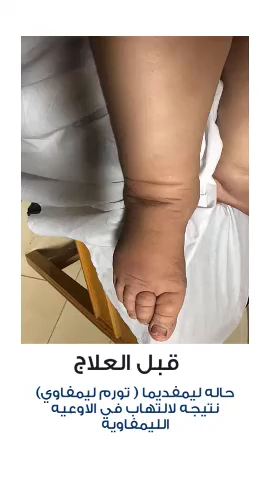 قبل العلاج
حاله ليمفديما ( تورم ليمفاوي)
نتيجه لالتهاب في الاوعيه
الليمفاوية